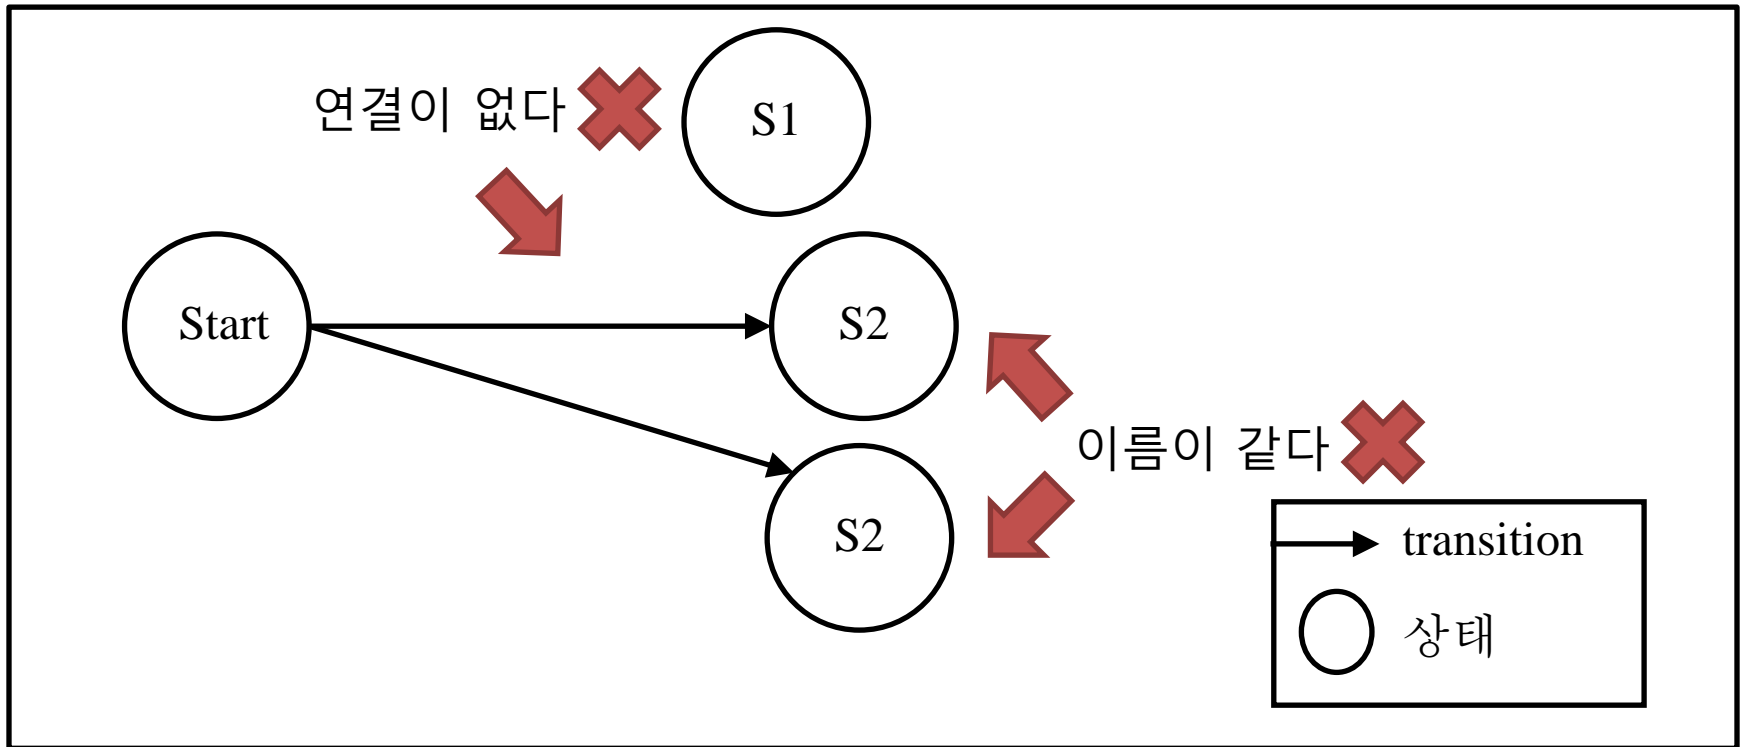 연결이 없다
S1
Start
S2
이름이 같다
S2
transition
상태